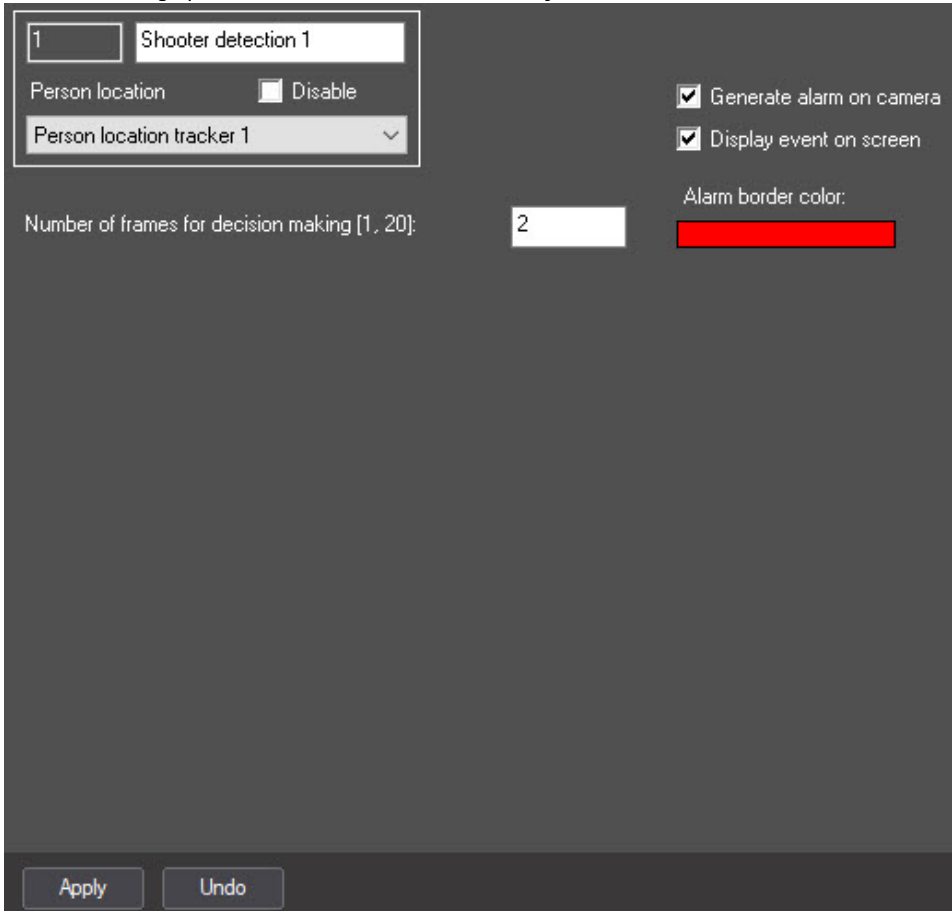 1
Shooter detection 1
Person location
Disable
Person location tracker 1
Generate alarm on camera
Display event on screen
Alarm border color:
Number of frames for decision making [1, 20]:
2
Apply
Undo